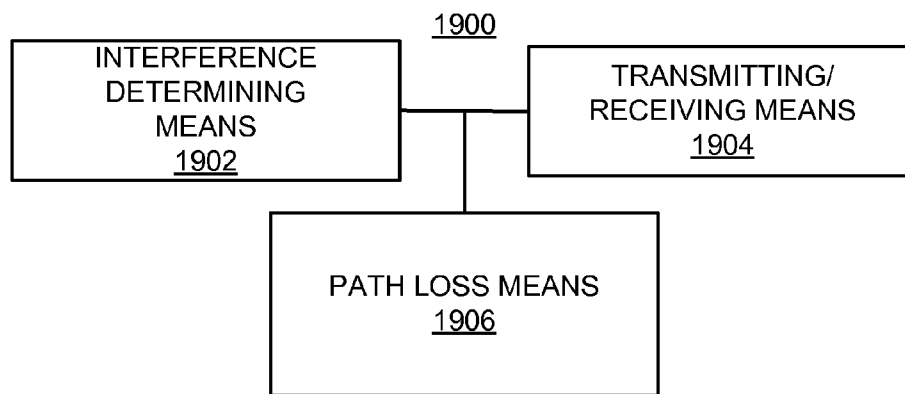 1900
INTERFERENCE
DETERMINING
MEANS
1902
TRANSMITTING/
RECEIVING MEANS
1904
PATH LOSS MEANS
1906